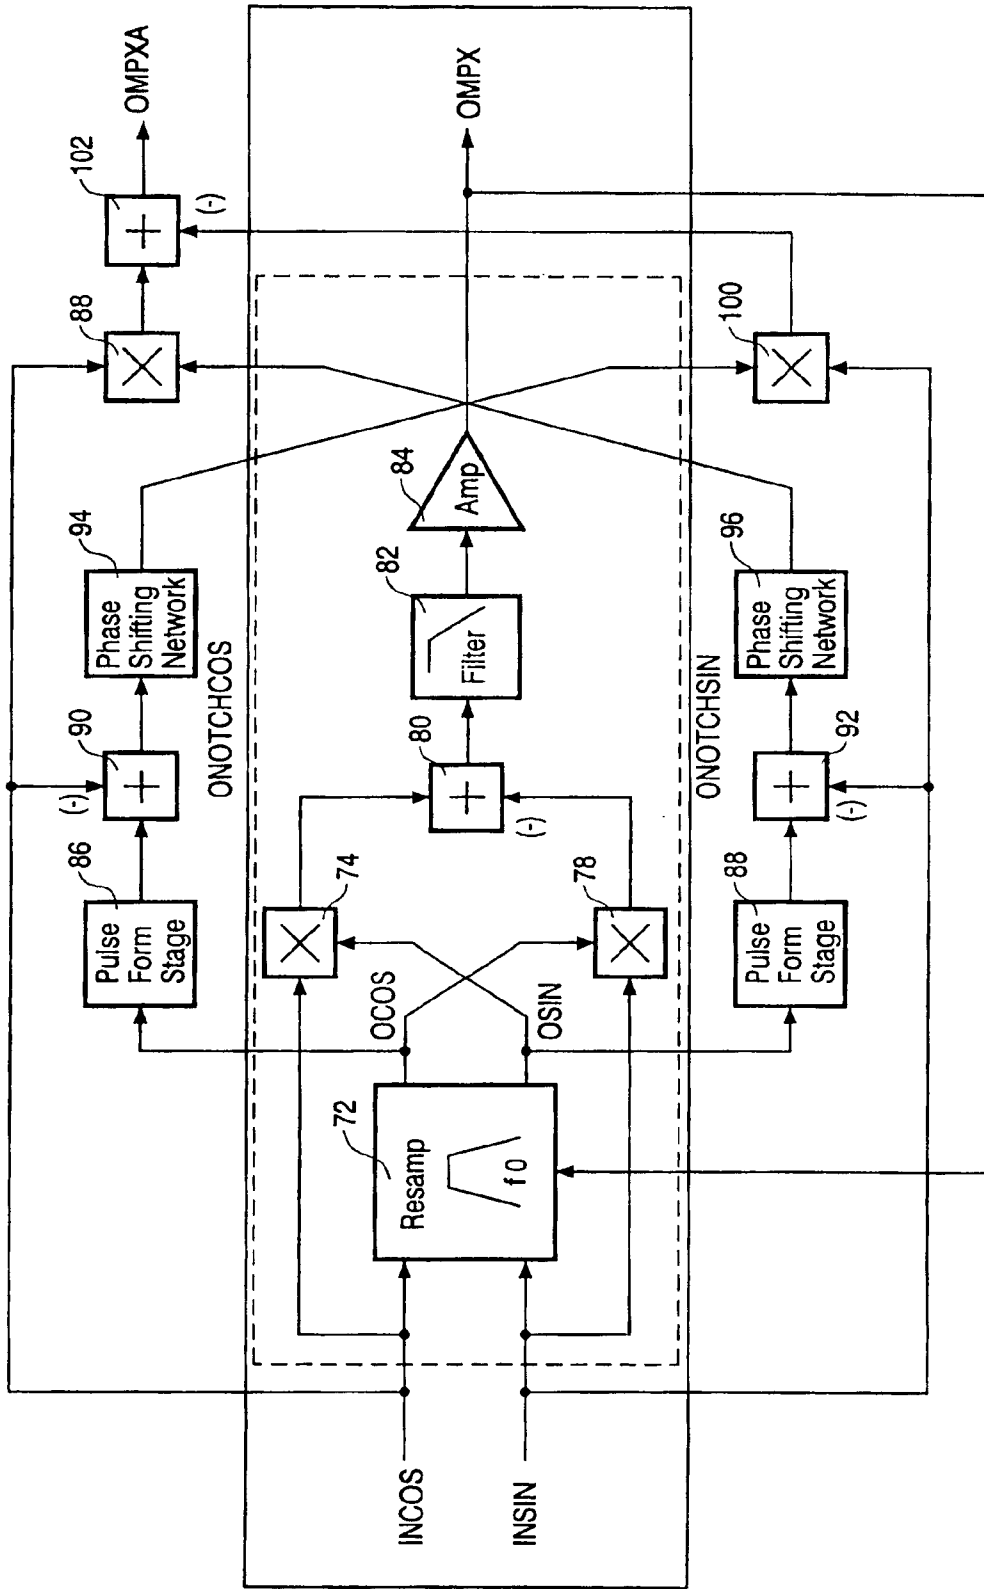 INCOS
INSIN
72
Resamp
f0
OCOS
OSIN
86
Pulse
Form
Stage
(-)
90
+
94
Phase
Shifting
Network
ONOTCHCOS
88
102
+
(-)
OMPXA
74
78
80
+
(-)
82
Filter
84
Amp
OMPX
88
Pulse
Form
Stage
(-)
92
+
96
Phase
Shifting
Network
ONOTCHSIN
100